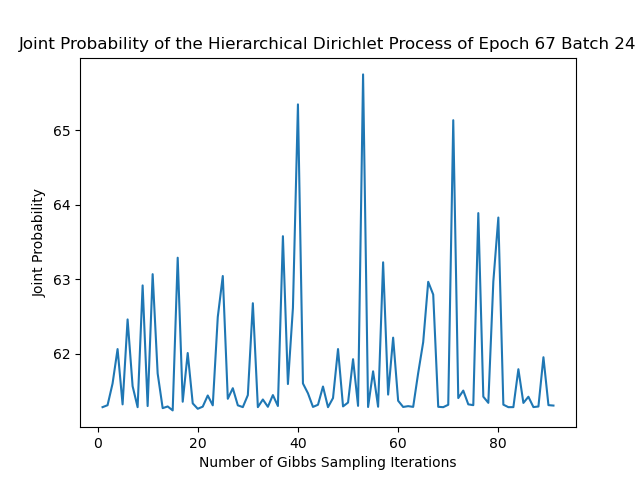 Joint Probability of the Hierarchical Dirichlet Process of Epoch 67 Batch 24
65
64
63
62
Joint Probability
0 20 40 60 80
Number of Gibbs Sampling Iterations